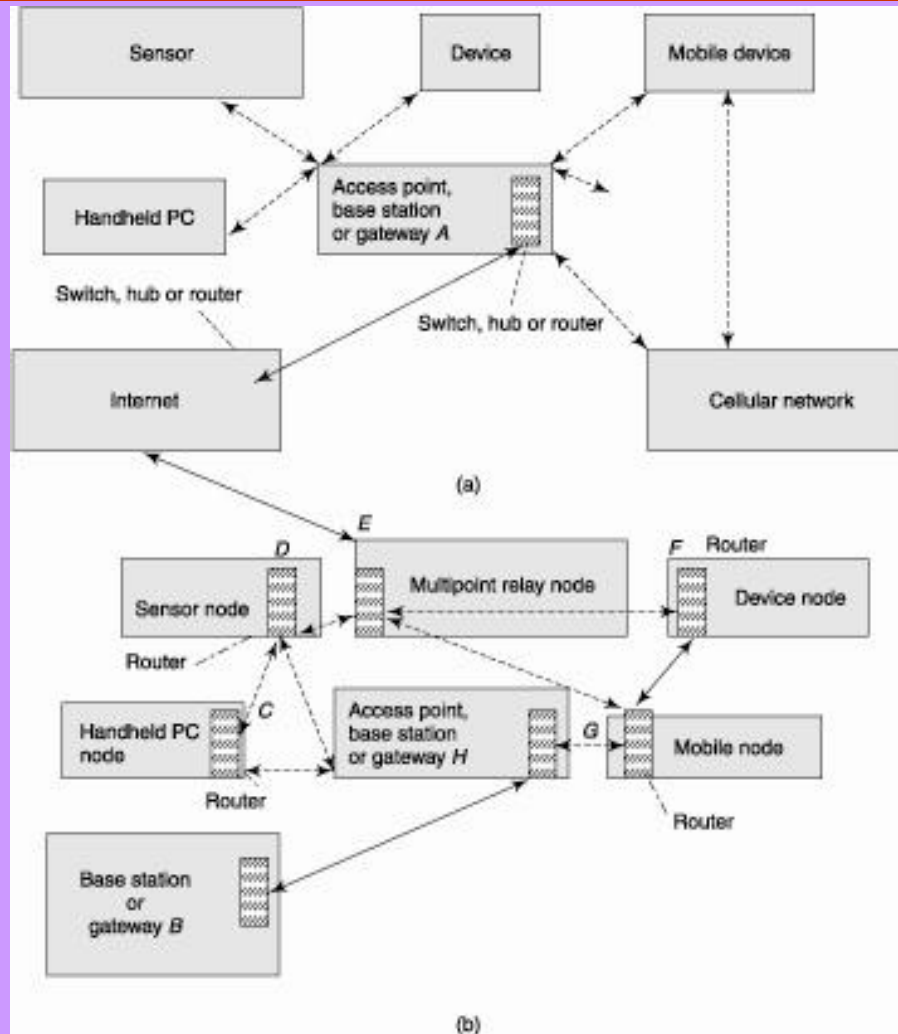 Sensor
Device
Mobile device
Handheld PC
Access point,
base station
or gateway A
Switch, hub or router
Switch, hub or router
Internet
Cellular network
(a)
E
D
F Router
Sensor node
Multipoint relay node
Device node
Router
C
Handheld PC
node
Access point,
base station
or gateway H
G
Mobile node
Router
Router
Base station
or
gateway B
(b)